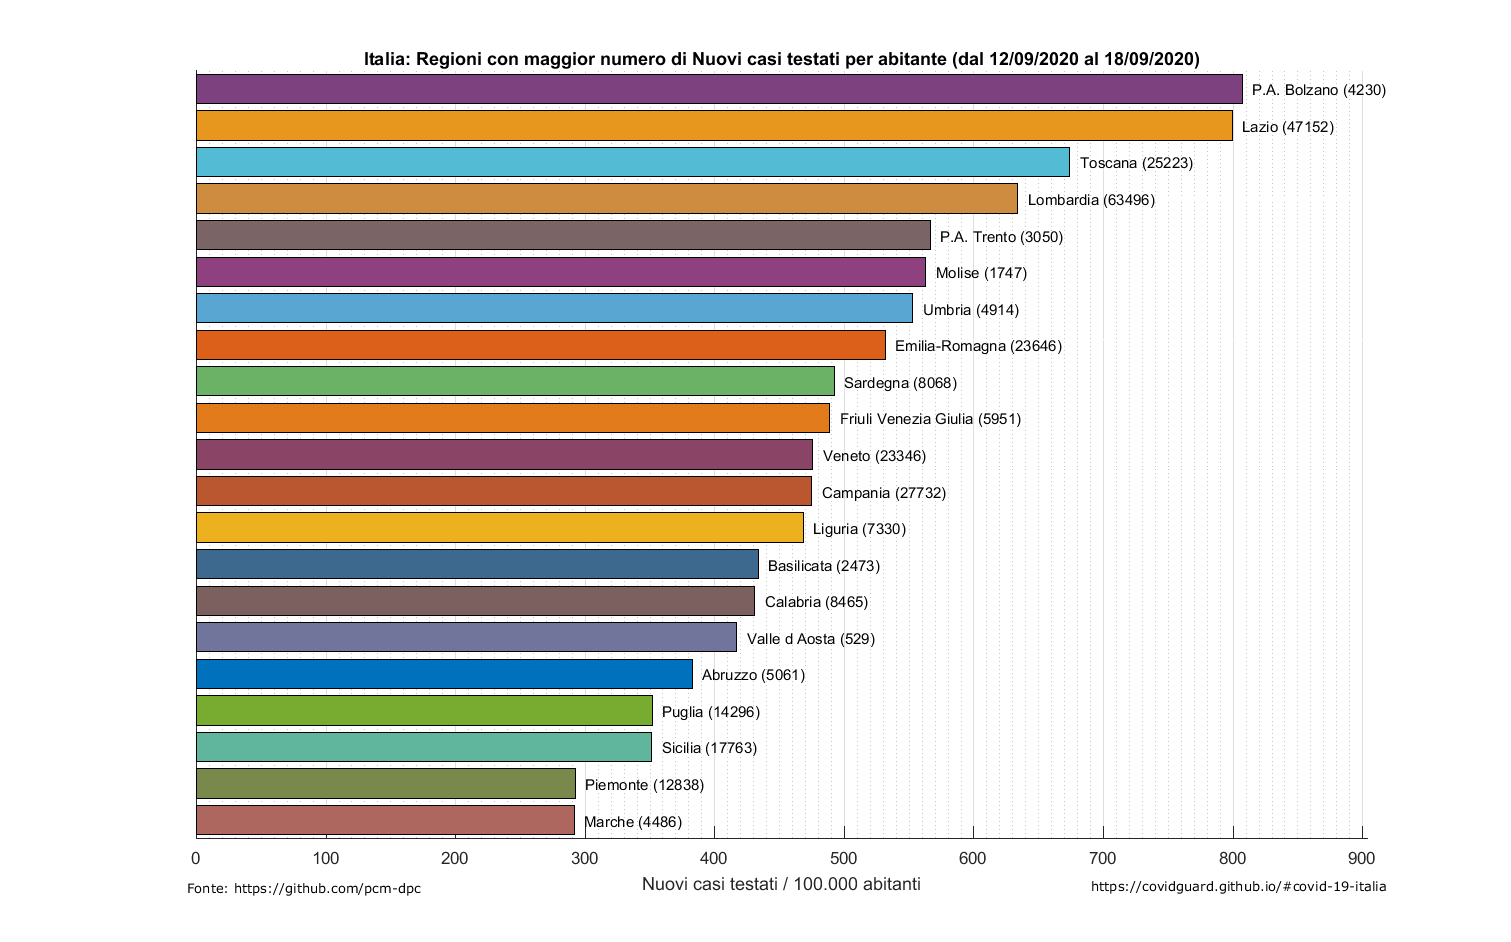 Italia: Regioni con maggior numero di Nuovi casi testati per abitante (dal 12/09/2020 al 18/09/2020)
P.A. Bolzano (4230)
Lazio (47152)
Toscana (25223)
Lombardia (63496)
P.A. Trento (3050)
Molise (1747)
Umbria (4914)
Emilia-Romagna (23646)
Sardegna (8068)
Friuli Venezia Giulia (5951)
Veneto (23346)
Campania (27732)
Liguria (7330)
Basilicata (2473)
Calabria (8465)
Valle d Aosta (529)
Abruzzo (5061)
Puglia (14296)
Sicilia (17763)
Piemonte (12838)
Marche (4486)
0 100 200 300 400 500 600 700 800 900
Nuovi casi testati / 100.000 abitanti
Fonte: https://github.com/pcm-dpc
https://covidguard.github.io/#covid-19-italia